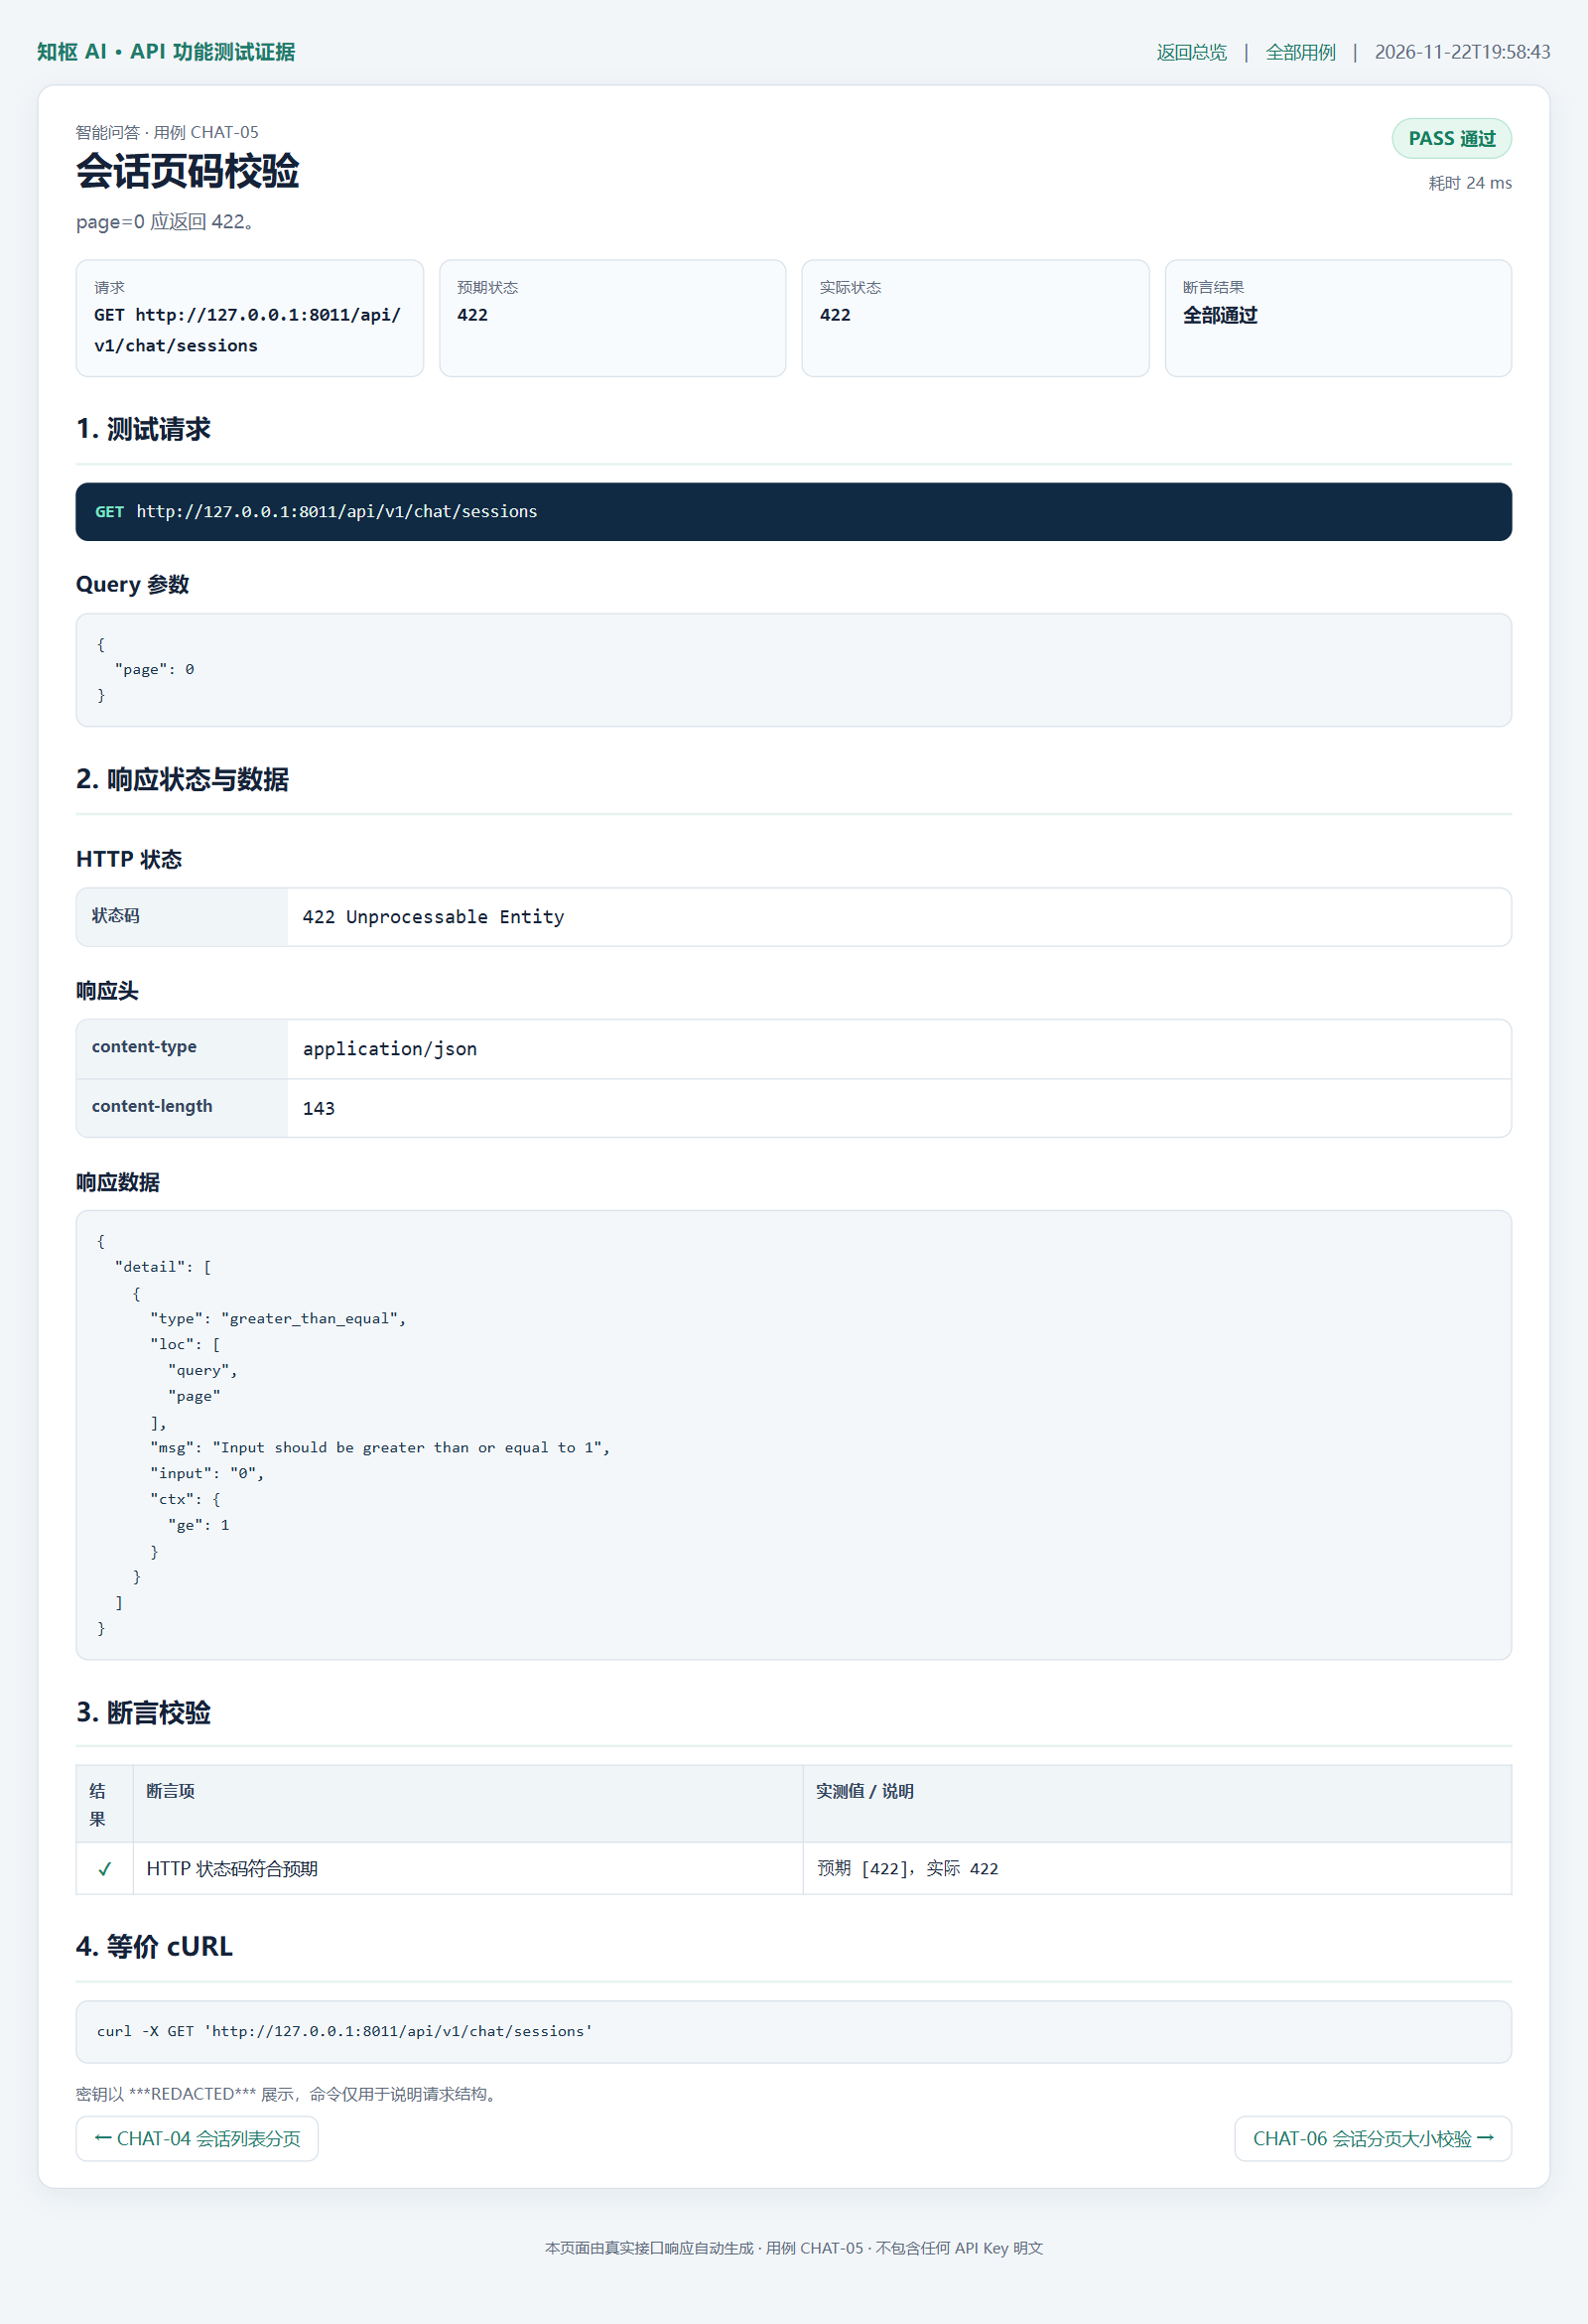 知枢 AI · API 功能测试证据
返回总览 | 全部用例 | 2026-11-22T19:58:43
智能问答 · 用例 CHAT-05
会话页码校验
page=0 应返回 422。
PASS 通过
耗时 24 ms
请求
GET http://127.0.0.1:8011/api/
v1/chat/sessions
预期状态
422
实际状态
422
断言结果
全部通过
1. 测试请求
GET http://127.0.0.1:8011/api/v1/chat/sessions
Query 参数
{
  "page": 0
}
2. 响应状态与数据
HTTP 状态
状态码 422 Unprocessable Entity
响应头
content-type application/json
content-length 143
响应数据
{
  "detail": [
    {
      "type": "greater_than_equal",
      "loc": [
        "query",
        "page"
      ],
      "msg": "Input should be greater than or equal to 1",
      "input": "0",
      "ctx": {
        "ge": 1
      }
    }
  ]
}
3. 断言校验
结果 断言项 实测值 / 说明
✓ HTTP 状态码符合预期 预期 [422]，实际 422
4. 等价 cURL
curl -X GET 'http://127.0.0.1:8011/api/v1/chat/sessions'
密钥以 ***REDACTED*** 展示，命令仅用于说明请求结构。
← CHAT-04 会话列表分页
CHAT-06 会话分页大小校验 →
本页面由真实接口响应自动生成 · 用例 CHAT-05 · 不包含任何 API Key 明文